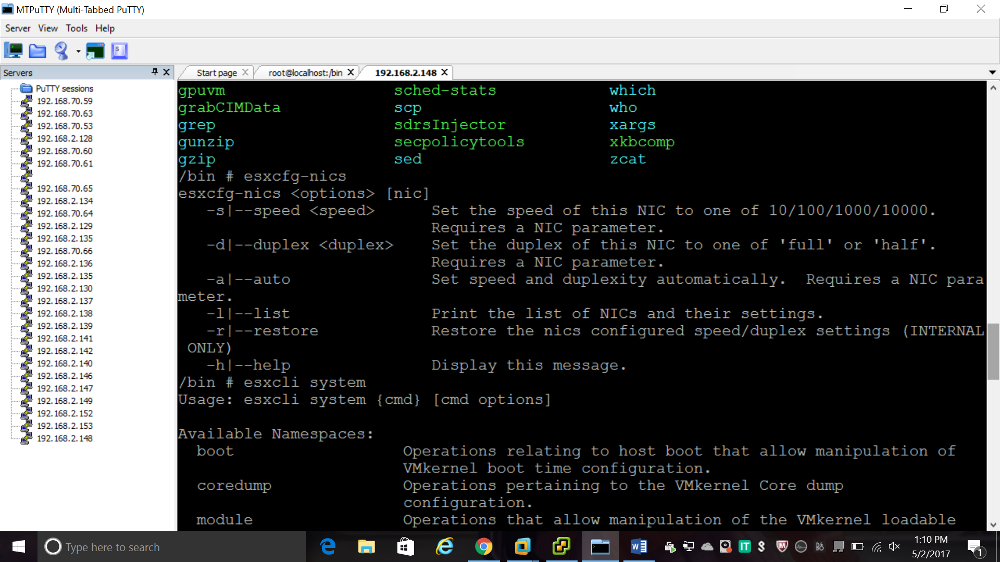 MTPuTTY (Multi-Tabbed PuTTY)
Server View Tools Help
Servers
PuTTY sessions
192.168.70.59
192.168.70.63
192.168.70.53
192.168.2.128
192.168.70.60
192.168.70.61
192.168.70.65
192.168.2.134
192.168.70.64
192.168.2.129
192.168.2.135
192.168.70.66
192.168.2.136
192.168.2.135
192.168.2.130
192.168.2.137
192.168.2.138
192.168.2.139
192.168.2.141
192.168.2.142
192.168.2.140
192.168.2.146
192.168.2.147
192.168.2.149
192.168.2.152
192.168.2.153
192.168.2.148
Start page root@localhost:/bin 192.168.2.148
gpuvm sched-stats which
grabCIMData scp who
grep sdrsInjector xargs
gunzip secpolicytools xkbcomp
gzip sed zcat
/bin # esxcfg-nics
esxcfg-nics <options> [nic]
-s|--speed <speed> Set the speed of this NIC to one of 10/100/1000/10000.
Requires a NIC parameter.
-d|--duplex <duplex> Set the duplex of this NIC to one of 'full' or 'half'.
Requires a NIC parameter.
-a|--auto Set speed and duplexity automatically.  Requires a NIC para
meter.
-l|--list Print the list of NICs and their settings.
-r|--restore Restore the nics configured speed/duplex settings (INTERNAL
ONLY)
-h|--help Display this message.
/bin # esxcli system
Usage: esxcli system {cmd} [cmd options]
Available Namespaces:
boot Operations relating to host boot that allow manipulation of
VMkernel boot time configuration.
coredump Operations pertaining to the VMkernel Core dump
configuration.
module Operations that allow manipulation of the VMkernel loadable
Type here to search
1:10 PM
5/2/2017
1